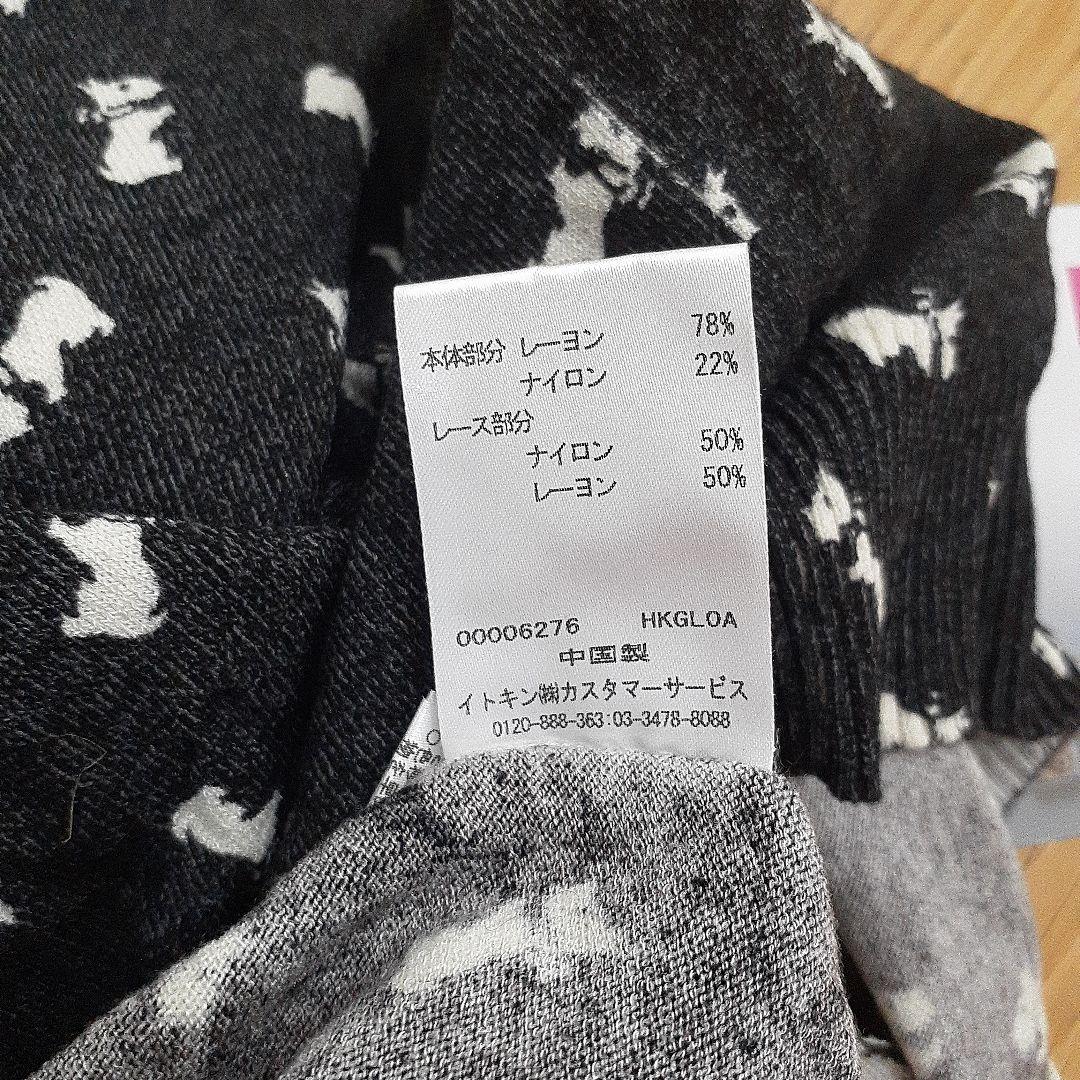 本体部分 レーヨン 78%
ナイロン 22%
レース部分
ナイロン 50%
レーヨン 50%
00006276 HKGLOA
中国製
イトキン㈱カスタマーサービス
0120-888-363:03-3478-8088